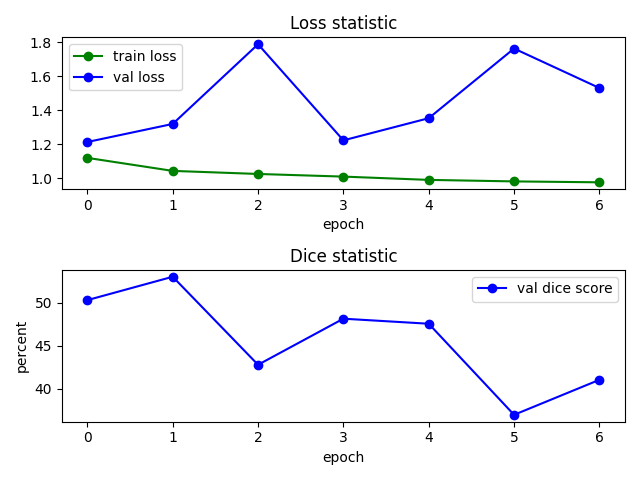 Loss statistic
train loss
val loss
1.8
1.6
1.4
1.2
1.0
0 1 2 3 4 5 6
epoch
Dice statistic
val dice score
percent
50
45
40
0 1 2 3 4 5 6
epoch